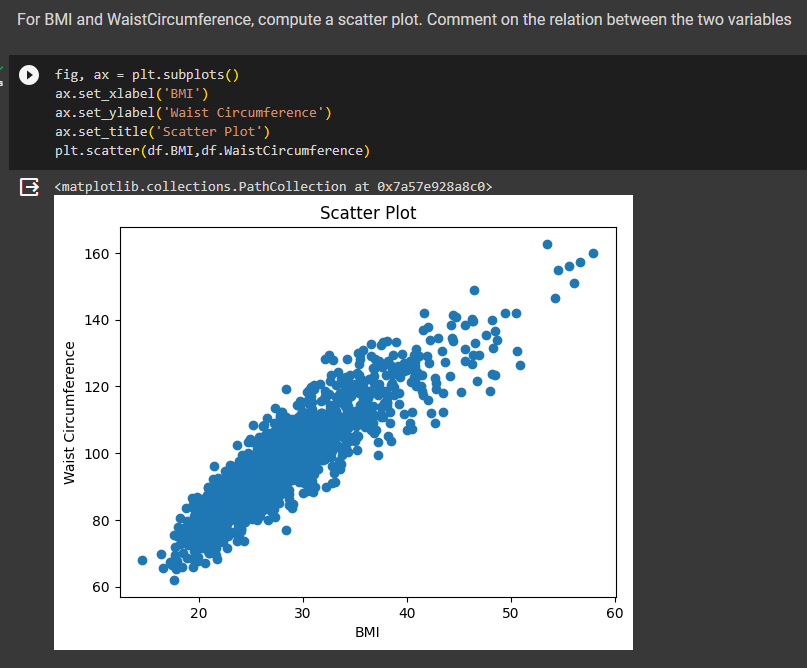 For BMI and WaistCircumference, compute a scatter plot. Comment on the relation between the two variables
fig, ax = plt.subplots()
ax.set_xlabel('BMI')
ax.set_ylabel('Waist Circumference')
ax.set_title('Scatter Plot')
plt.scatter(df.BMI,df.WaistCircumference)
<matplotlib.collections.PathCollection at 0x7a57e928a8c0>
Scatter Plot
160
140
120
100
80
60
Waist Circumference
20 30 40 50 60
BMI